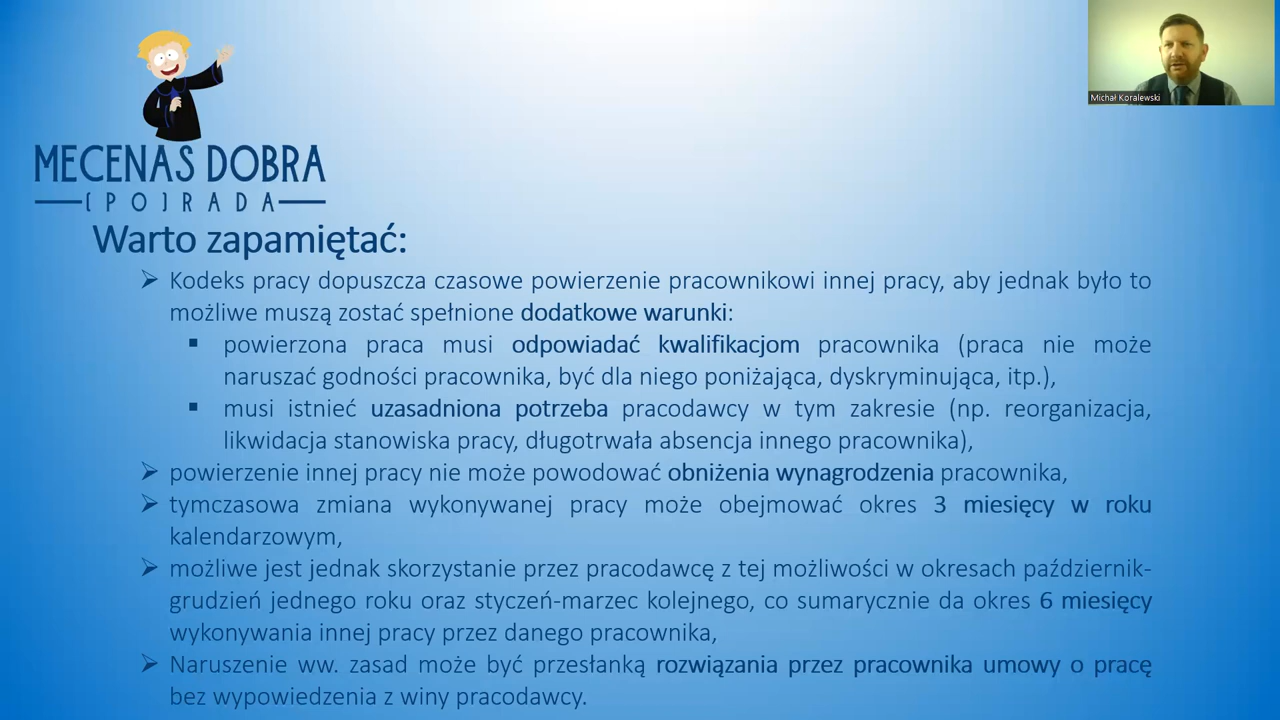 Michał Koralewski
MECENAS DOBRA
(PO)RADA
Warto zapamiętać:
Kodeks pracy dopuszcza czasowe powierzenie pracownikowi innej pracy, aby jednak było to
możliwe muszą zostać spełnione dodatkowe warunki:
powierzona praca musi odpowiadać kwalifikacjom pracownika (praca nie może
naruszać godności pracownika, być dla niego poniżająca, dyskryminująca, itp.),
musi istnieć uzasadniona potrzeba pracodawcy w tym zakresie (np. reorganizacja,
likwidacja stanowiska pracy, długotrwała absencja innego pracownika),
powierzenie innej pracy nie może powodować obniżenia wynagrodzenia pracownika,
tymczasowa zmiana wykonywanej pracy może obejmować okres 3 miesięcy w roku
kalendarzowym,
możliwe jest jednak skorzystanie przez pracodawcę z tej możliwości w okresach październik-
grudzień jednego roku oraz styczeń-marzec kolejnego, co sumarycznie da okres 6 miesięcy
wykonywania innej pracy przez danego pracownika,
Naruszenie ww. zasad może być przesłanką rozwiązania przez pracownika umowy o pracę
bez wypowiedzenia z winy pracodawcy.